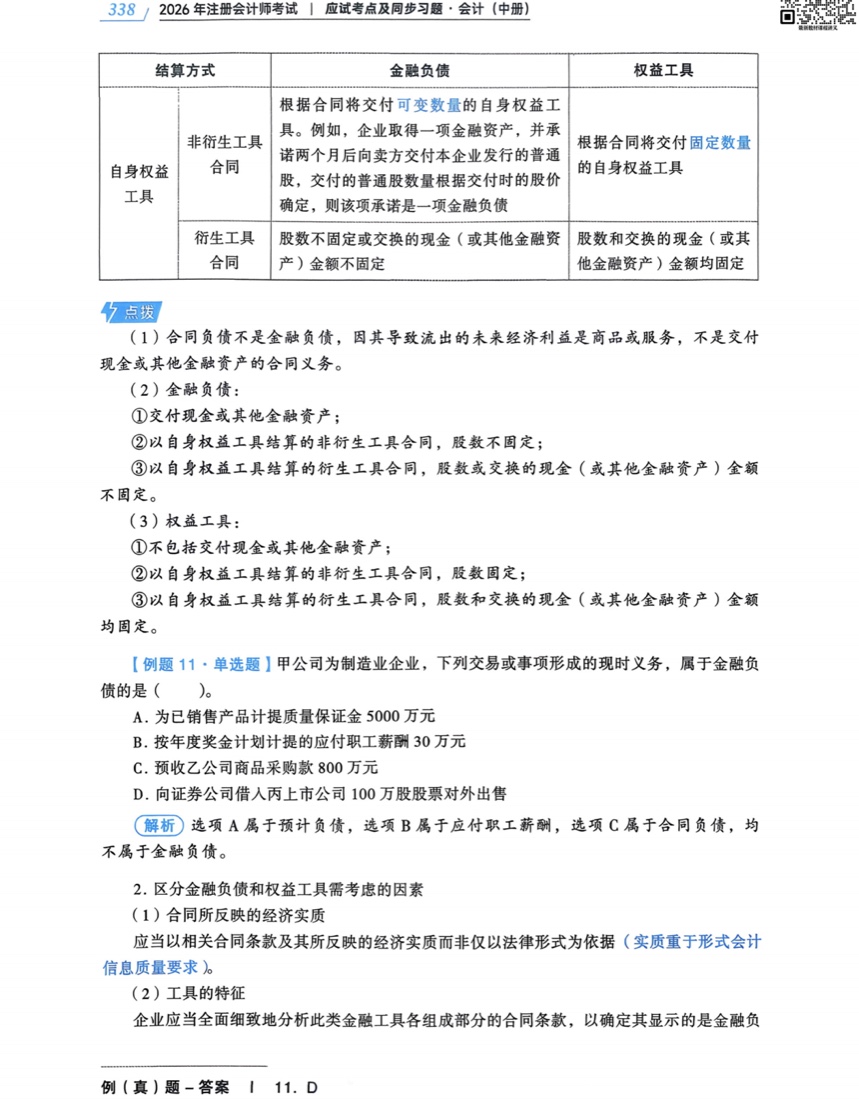 338 2026 年注册会计师考试 | 应试考点及同步习题·会计（中册）
结算方式 金融负债 权益工具
自身权益工具
非衍生工具合同
根据合同将交付可变数量的自身权益工
具。例如，企业取得一项金融资产，并承
诺两个月后向卖方交付本企业发行的普通
股，交付的普通股数量根据交付时的股价
确定，则该项承诺是一项金融负债
根据合同将交付固定数量
的自身权益工具
衍生工具
合同
股数不固定或交换的现金（或其他金融资
产）金额不固定
股数和交换的现金（或其
他金融资产）金额均固定
点拨
（1）合同负债不是金融负债，因其导致流出的未来经济利益是商品或服务，不是交付
现金或其他金融资产的合同义务。
（2）金融负债：
①交付现金或其他金融资产；
②以自身权益工具结算的非衍生工具合同，股数不固定；
③以自身权益工具结算的衍生工具合同，股数或交换的现金（或其他金融资产）金额
不固定。
（3）权益工具：
①不包括交付现金或其他金融资产；
②以自身权益工具结算的非衍生工具合同，股数固定；
③以自身权益工具结算的衍生工具合同，股数和交换的现金（或其他金融资产）金额
均固定。
【例题 11·单选题】甲公司为制造业企业，下列交易或事项形成的现时义务，属于金融负
债的是（　　）。
A. 为已销售产品计提质量保证金 5000 万元
B. 按年度奖金计划计提的应付职工薪酬 30 万元
C. 预收乙公司商品采购款 800 万元
D. 向证券公司借入丙上市公司 100 万股股票对外出售
解析 选项 A 属于预计负债，选项 B 属于应付职工薪酬，选项 C 属于合同负债，均
不属于金融负债。
2. 区分金融负债和权益工具需考虑的因素
（1）合同所反映的经济实质
应当以相关合同条款及其所反映的经济实质而非仅以法律形式为依据（实质重于形式会计
信息质量要求）。
（2）工具的特征
企业应当全面细致地分析此类金融工具各组成部分的合同条款，以确定其显示的是金融负
例（真）题－答案 | 11. D